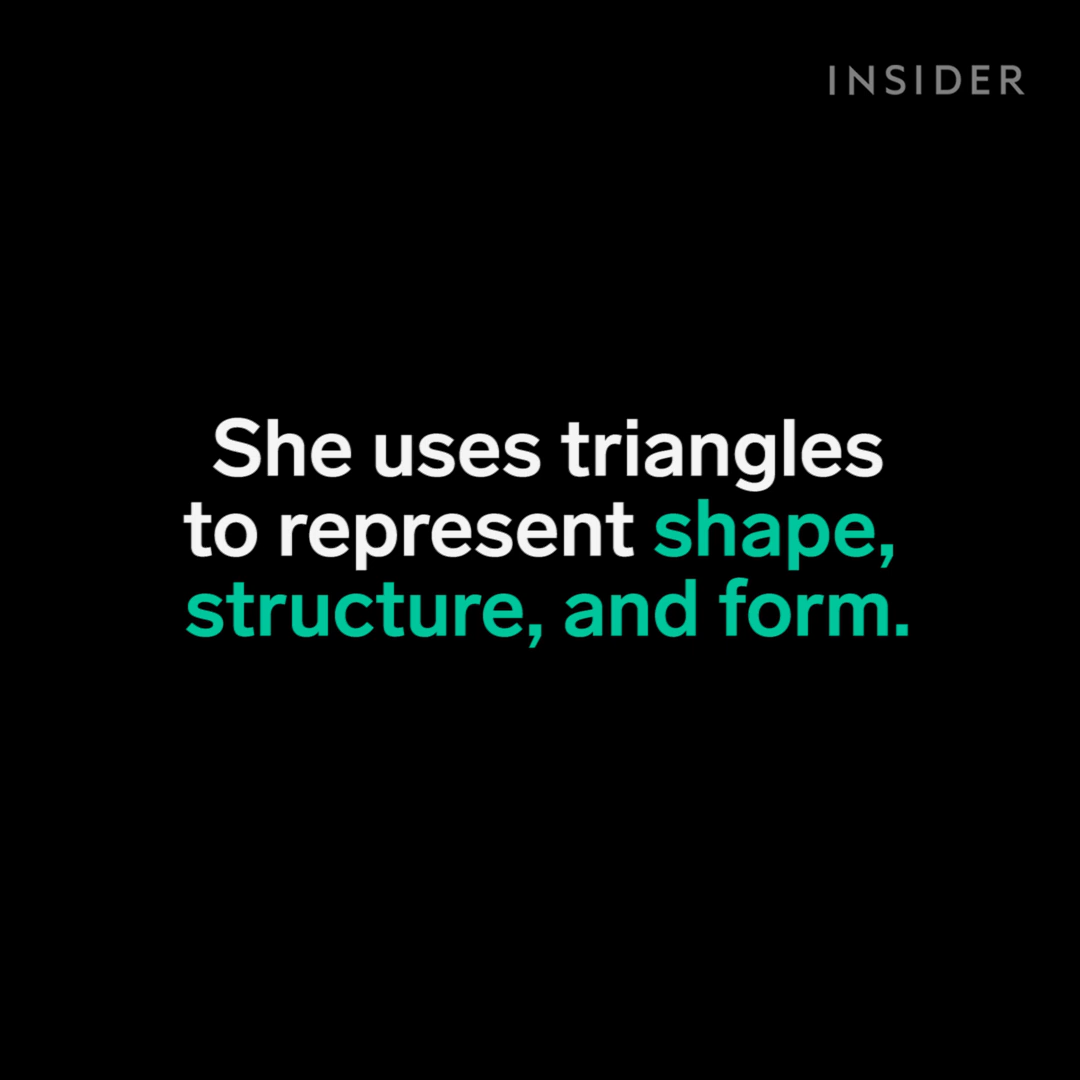 INSIDER
She uses triangles
to represent shape,
structure, and form.